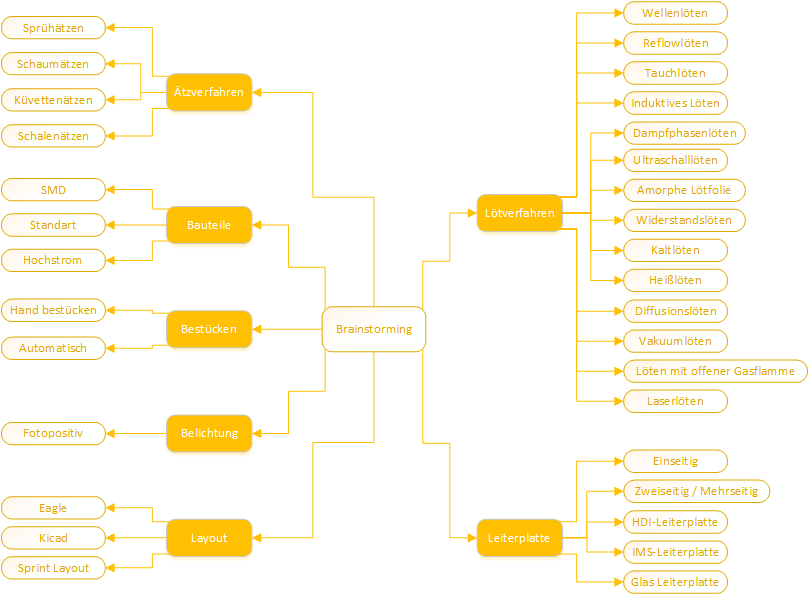 Brainstorming
Ätzverfahren
Sprühätzen
Schaumätzen
Küvettenätzen
Schalenätzen
Bauteile
SMD
Standart
Hochstrom
Bestücken
Hand bestücken
Automatisch
Belichtung
Fotopositiv
Layout
Eagle
Kicad
Sprint Layout
Lötverfahren
Wellenlöten
Reflowlöten
Tauchlöten
Induktives Löten
Dampfphasenlöten
Ultraschalllöten
Amorphe Lötfolie
Widerstandslöten
Kaltlöten
Heißlöten
Diffusionslöten
Vakuumlöten
Löten mit offener Gasflamme
Laserlöten
Leiterplatte
Einseitig
Zweiseitig / Mehrseitig
HDI-Leiterplatte
IMS-Leiterplatte
Glas Leiterplatte